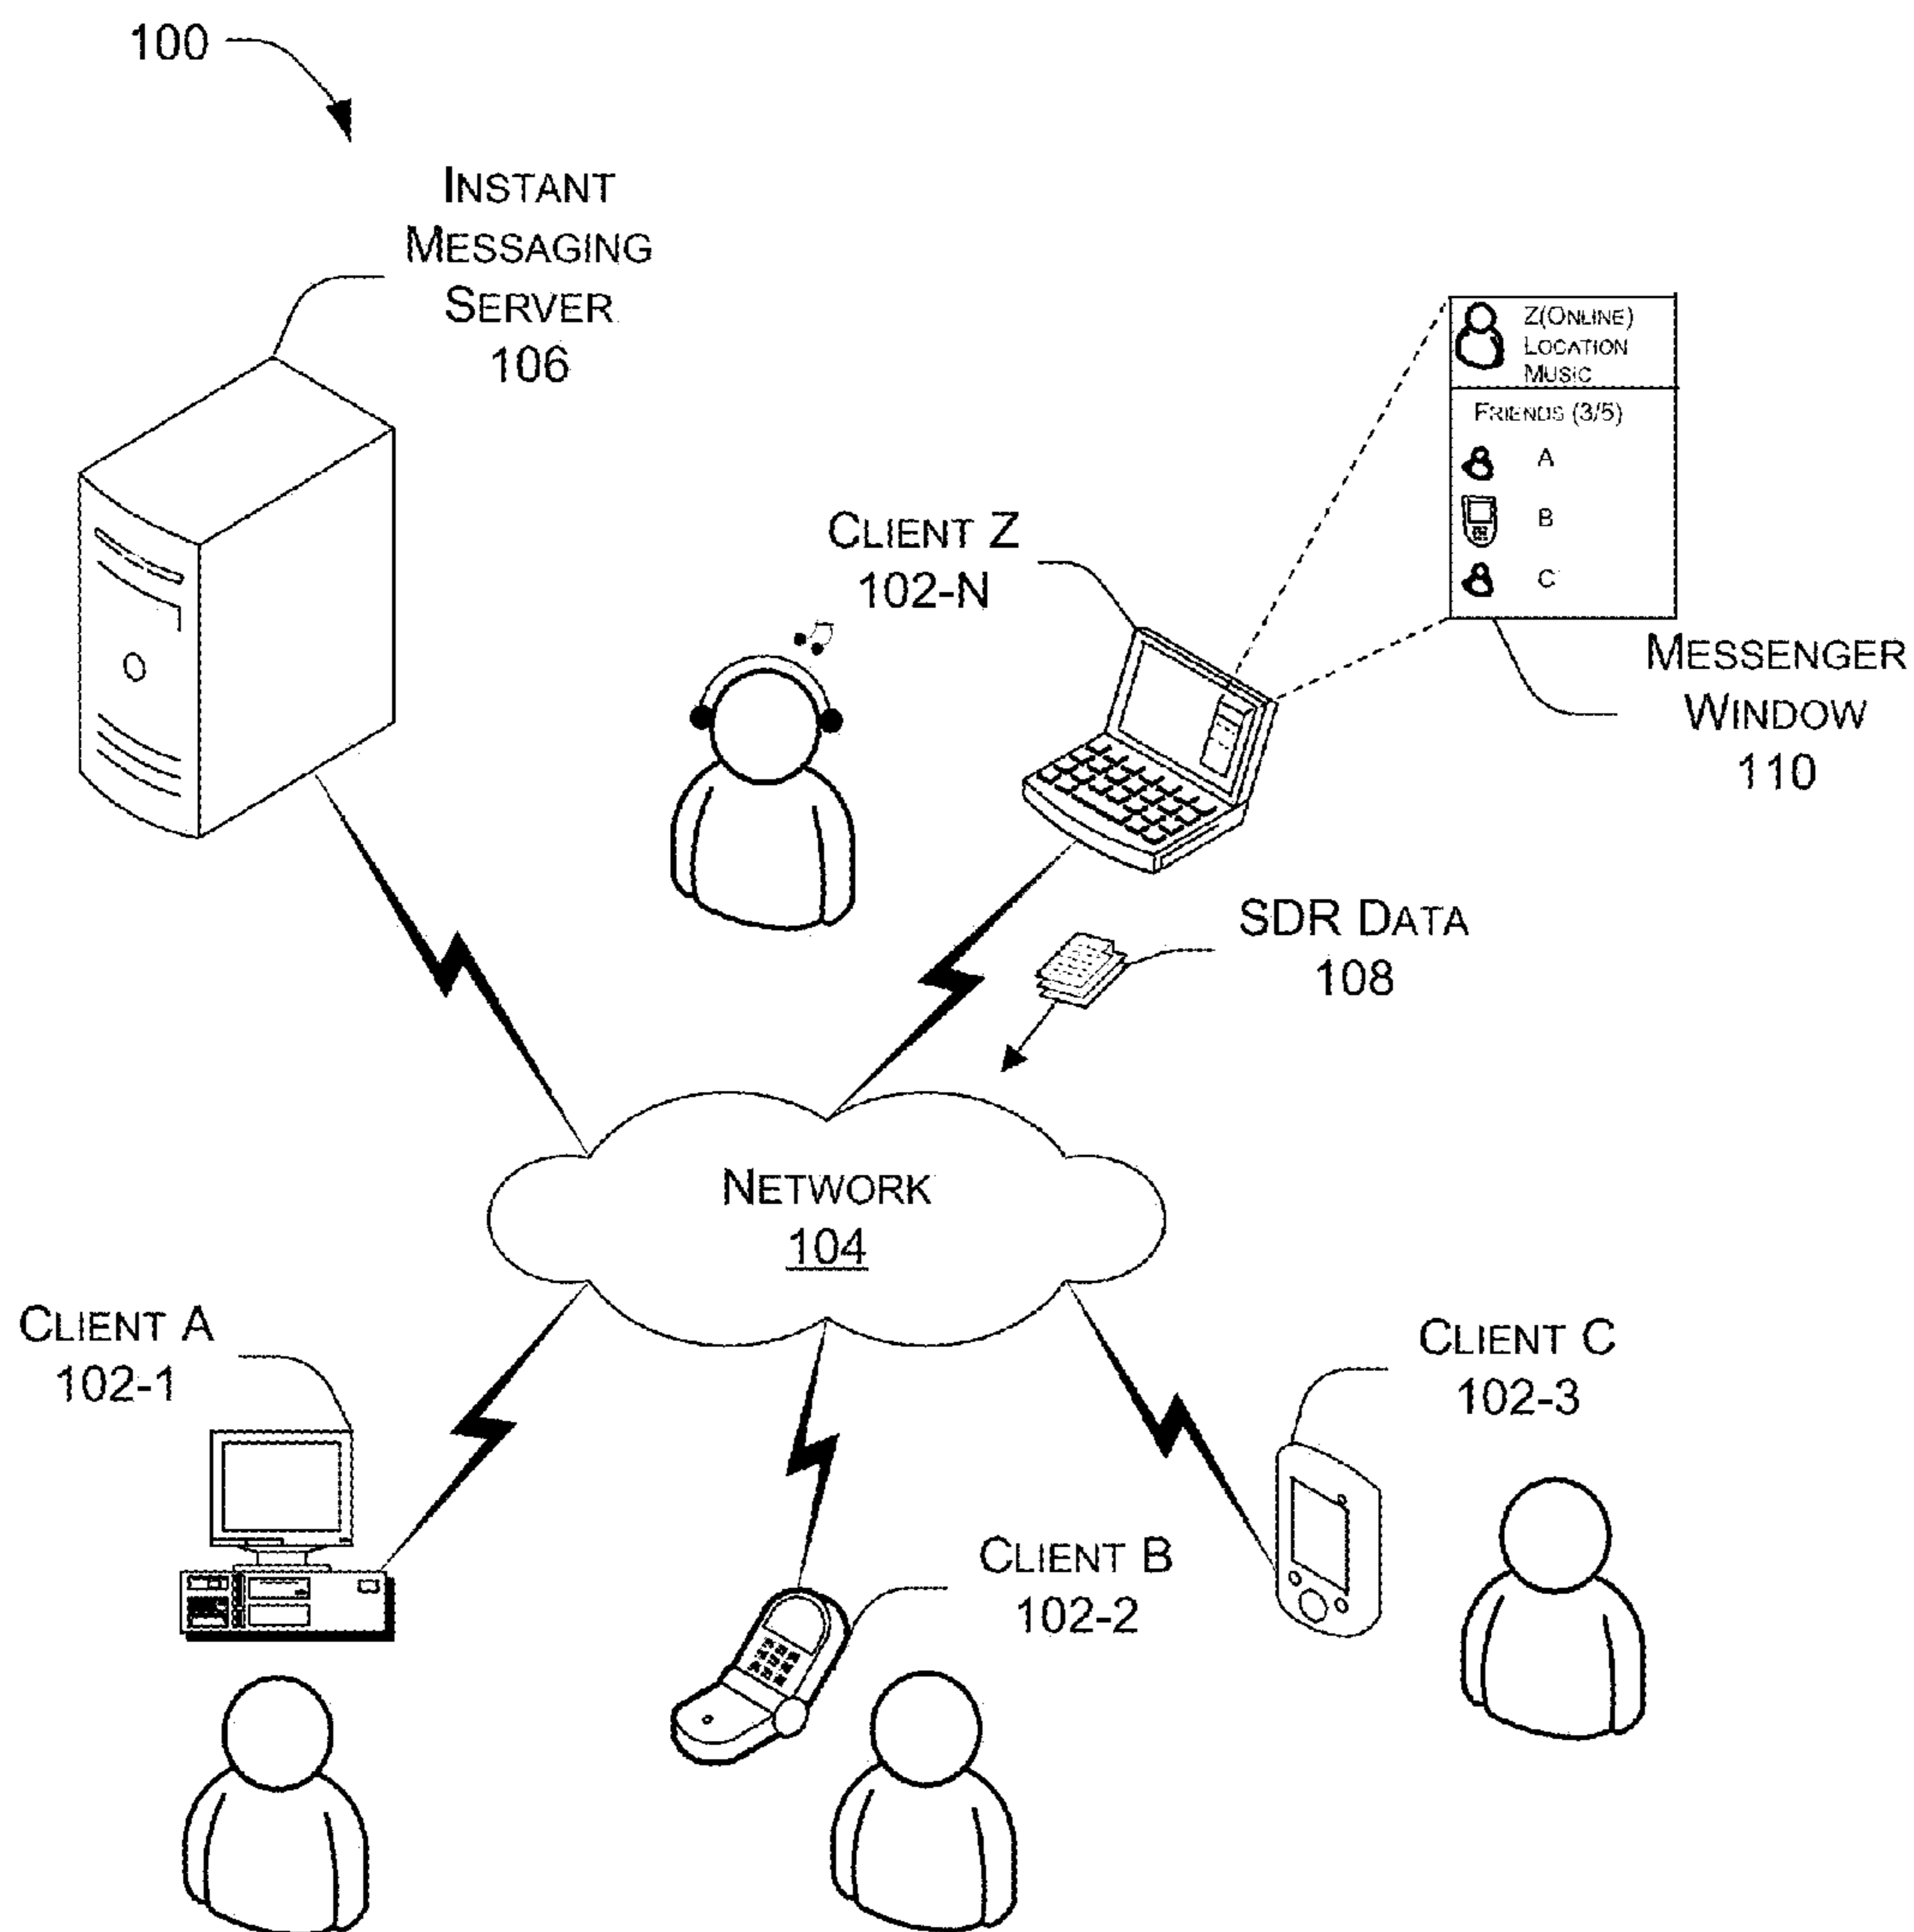 100
INSTANT
MESSAGING
SERVER
106
Z(ONLINE)
LOCATION
MUSIC
FRIENDS (3/5)
A
B
C
CLIENT Z
102-N
MESSENGER
WINDOW
110
SDR DATA
108
NETWORK
104
CLIENT A
102-1
CLIENT C
102-3
CLIENT B
102-2